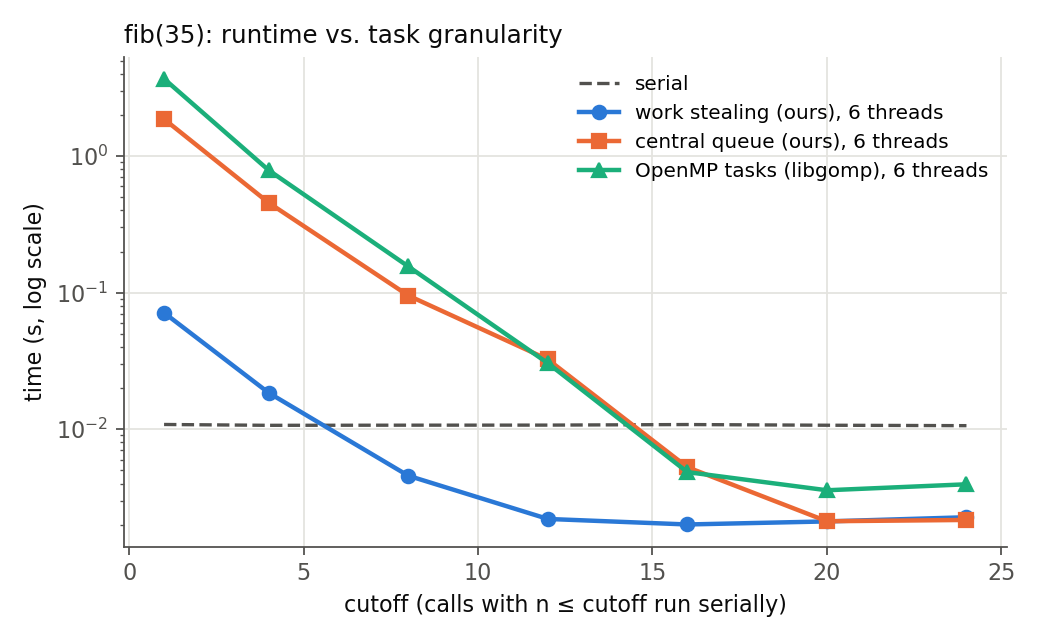 fib(35): runtime vs. task granularity
serial
work stealing (ours), 6 threads
central queue (ours), 6 threads
OpenMP tasks (libgomp), 6 threads
time (s, log scale)
10⁰
10⁻¹
10⁻²
0 5 10 15 20 25
cutoff (calls with n ≤ cutoff run serially)